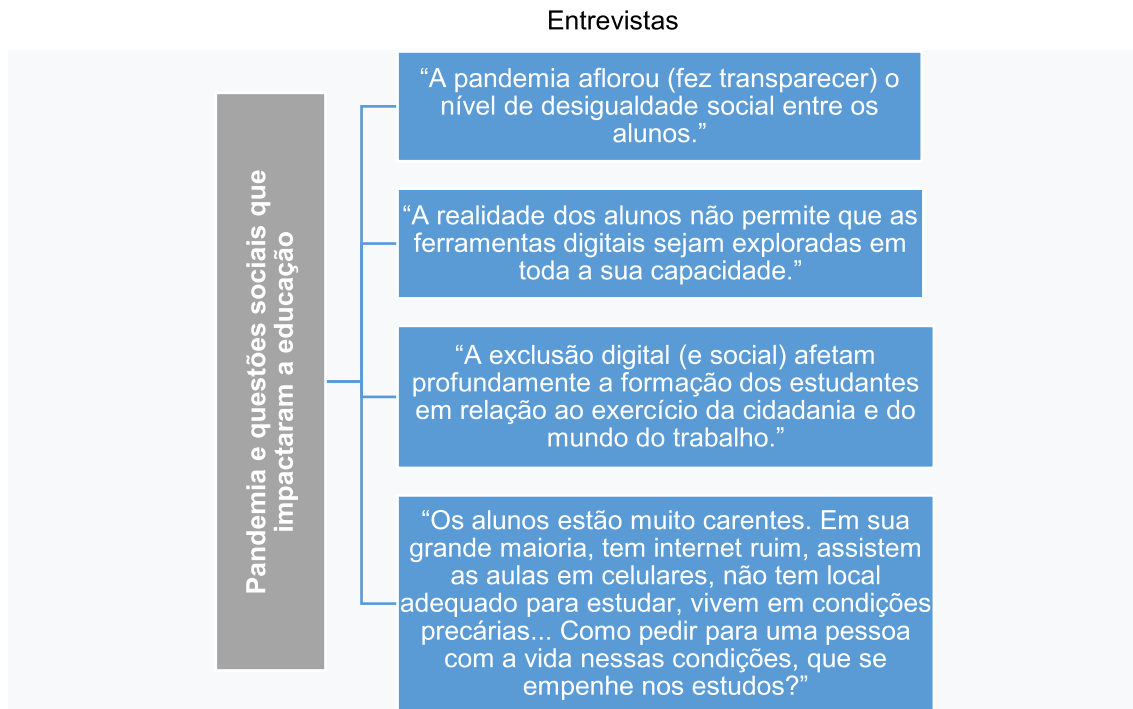 Entrevistas
Pandemia e questões sociais que
impactaram a educação
“A pandemia aflorou (fez transparecer) o
nível de desigualdade social entre os
alunos.”
“A realidade dos alunos não permite que as
ferramentas digitais sejam exploradas em
toda a sua capacidade.”
“A exclusão digital (e social) afetam
profundamente a formação dos estudantes
em relação ao exercício da cidadania e do
mundo do trabalho.”
“Os alunos estão muito carentes. Em sua
grande maioria, tem internet ruim, assistem
as aulas em celulares, não tem local
adequado para estudar, vivem em condições
precárias... Como pedir para uma pessoa
com a vida nessas condições, que se
empenhe nos estudos?”